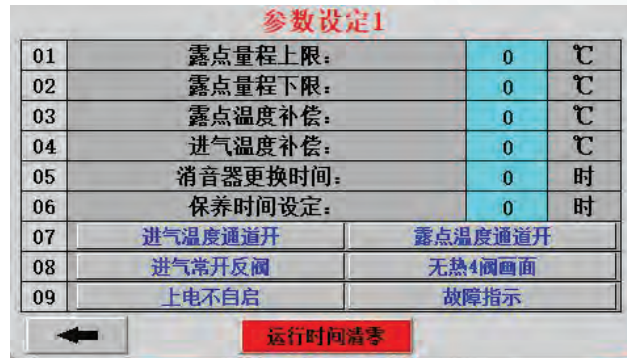 参数设定1
01 露点量程上限： 0 ℃
02 露点量程下限： 0 ℃
03 露点温度补偿： 0 ℃
04 进气温度补偿： 0 ℃
05 消音器更换时间： 0 时
06 保养时间设定： 0 时
07 进气温度通道开 露点温度通道开
08 进气常开反阀 无热4阀画面
09 上电不自启 故障指示
运行时间清零